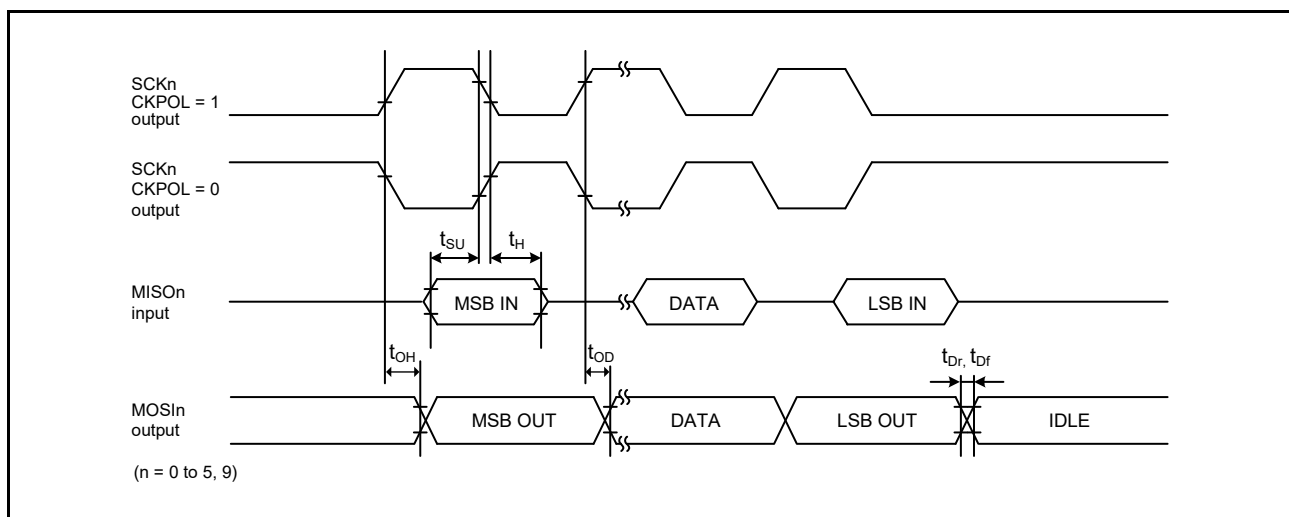 SCKn
CKPOL = 1
output
SCKn
CKPOL = 0
output
tSU
tH
MISOn
input
MSB IN
DATA
LSB IN
tOH
tOD
tDr, tDf
MOSIn
output
MSB OUT
DATA
LSB OUT
IDLE
(n = 0 to 5, 9)